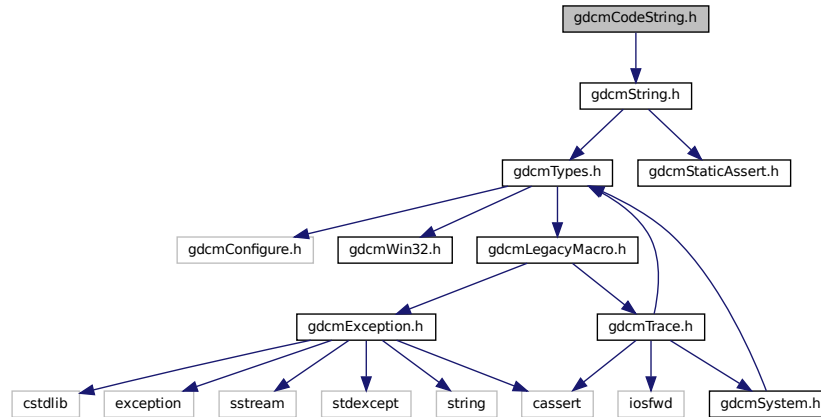 gdcmCodeString.h
gdcmString.h
gdcmTypes.h
gdcmStaticAssert.h
gdcmConfigure.h
gdcmWin32.h
gdcmLegacyMacro.h
gdcmException.h
gdcmTrace.h
cstdlib
exception
sstream
stdexcept
string
cassert
iosfwd
gdcmSystem.h